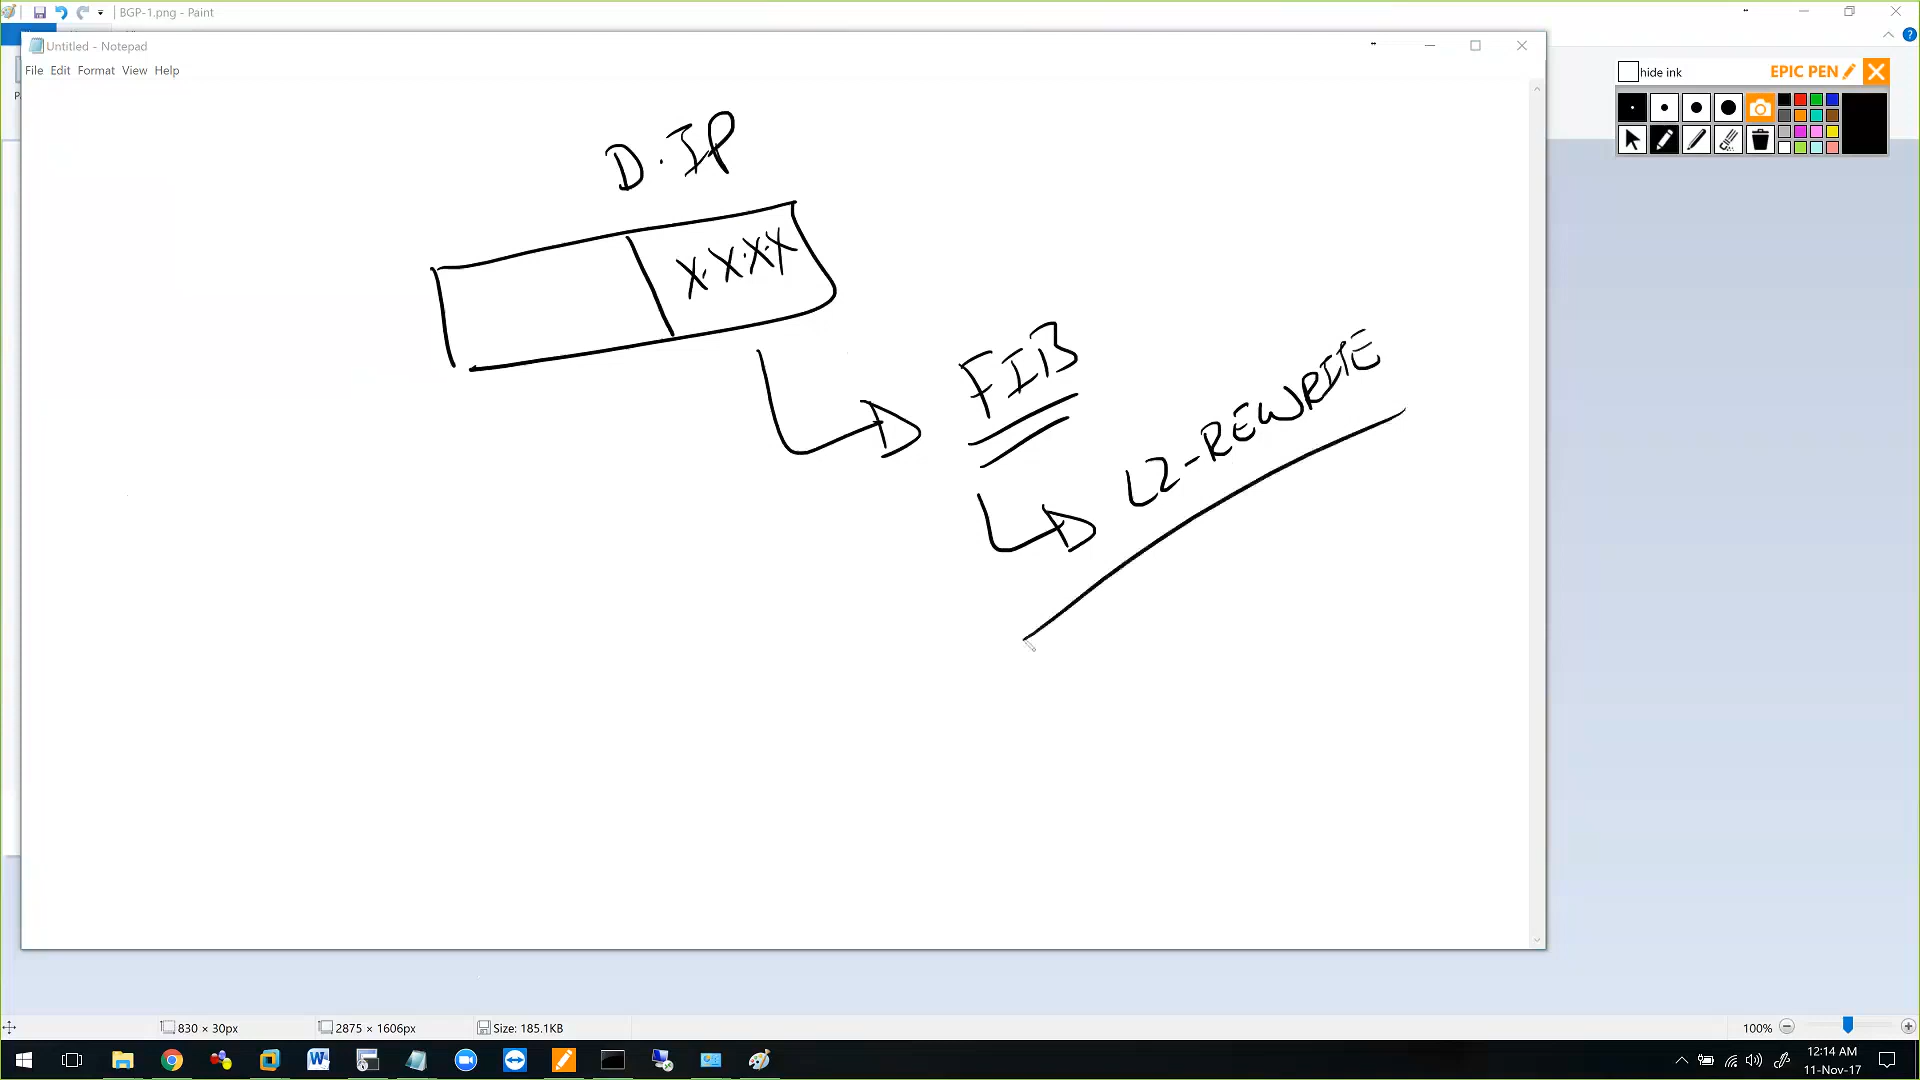 BGP-1.png - Paint
Untitled - Notepad
File Edit Format View Help
hide ink
EPIC PEN
D.IP
X.X.X.X
FIB
L2-REWRITE
830 × 30px
2875 × 1606px
Size: 185.1KB
100%
12:14 AM
11-Nov-17